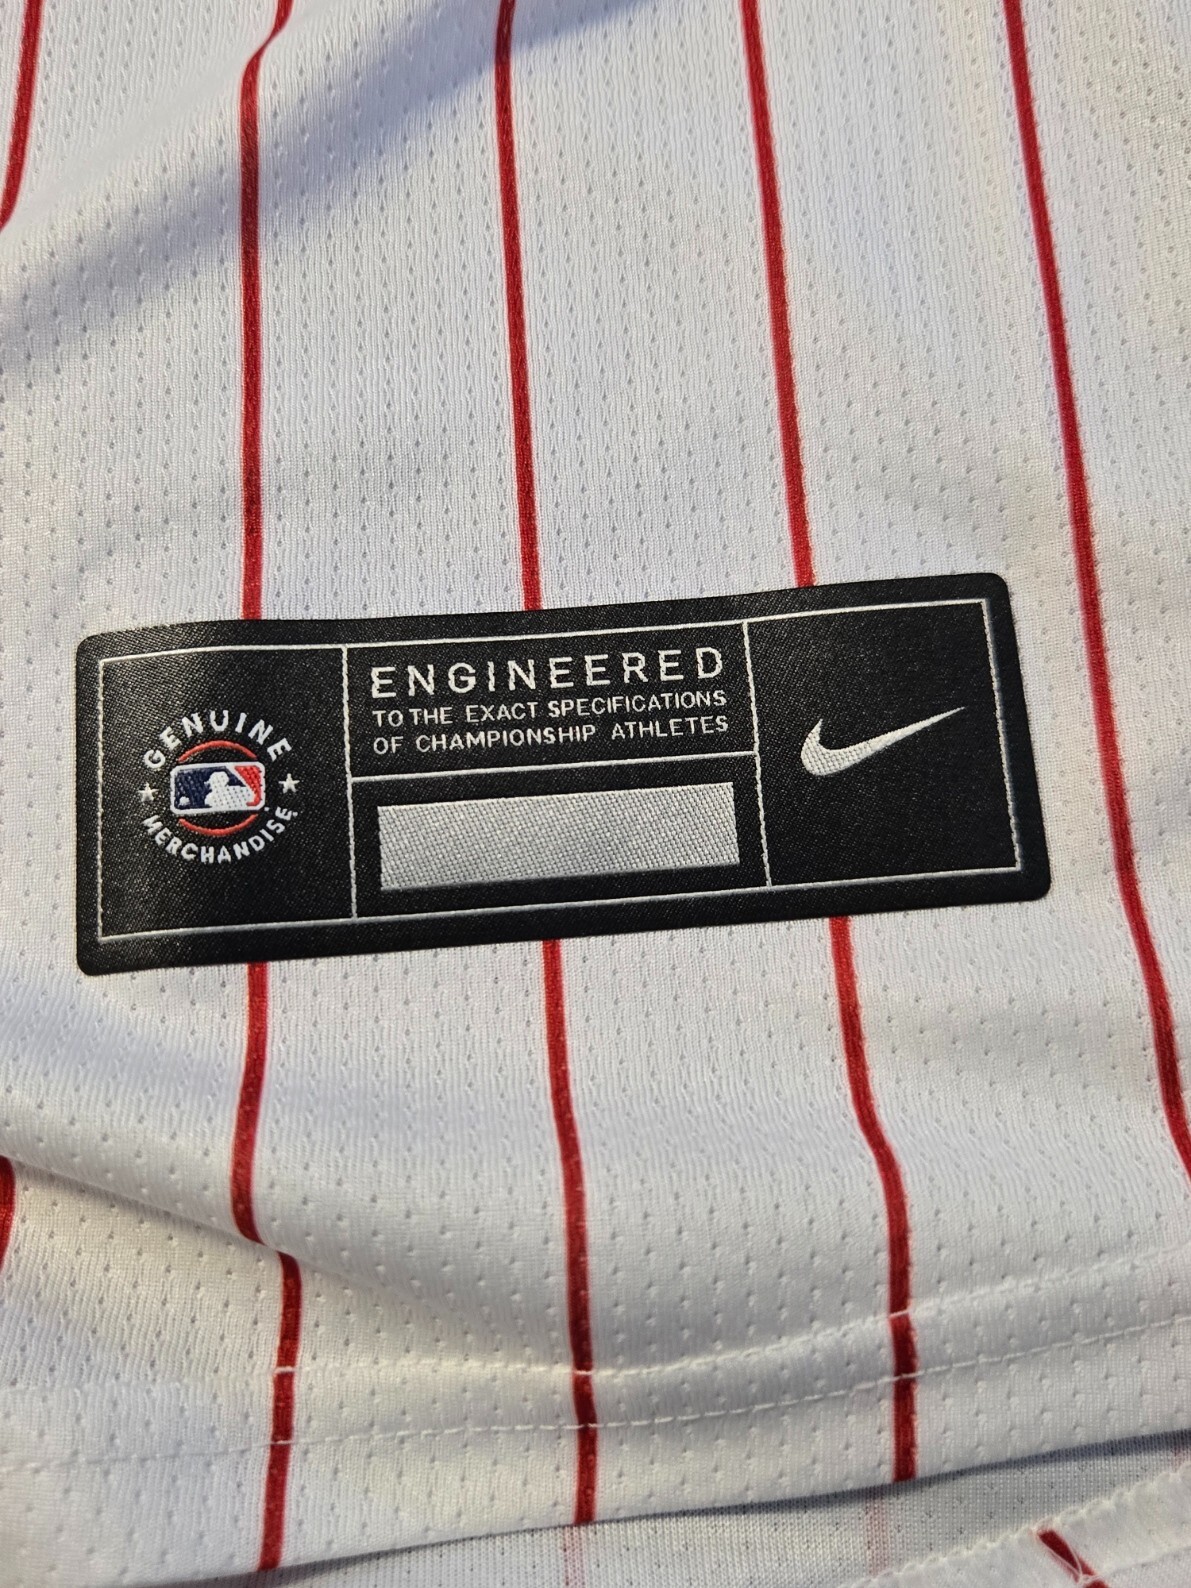 GENUINE
MERCHANDISE
ENGINEERED
TO THE EXACT SPECIFICATIONS
OF CHAMPIONSHIP ATHLETES